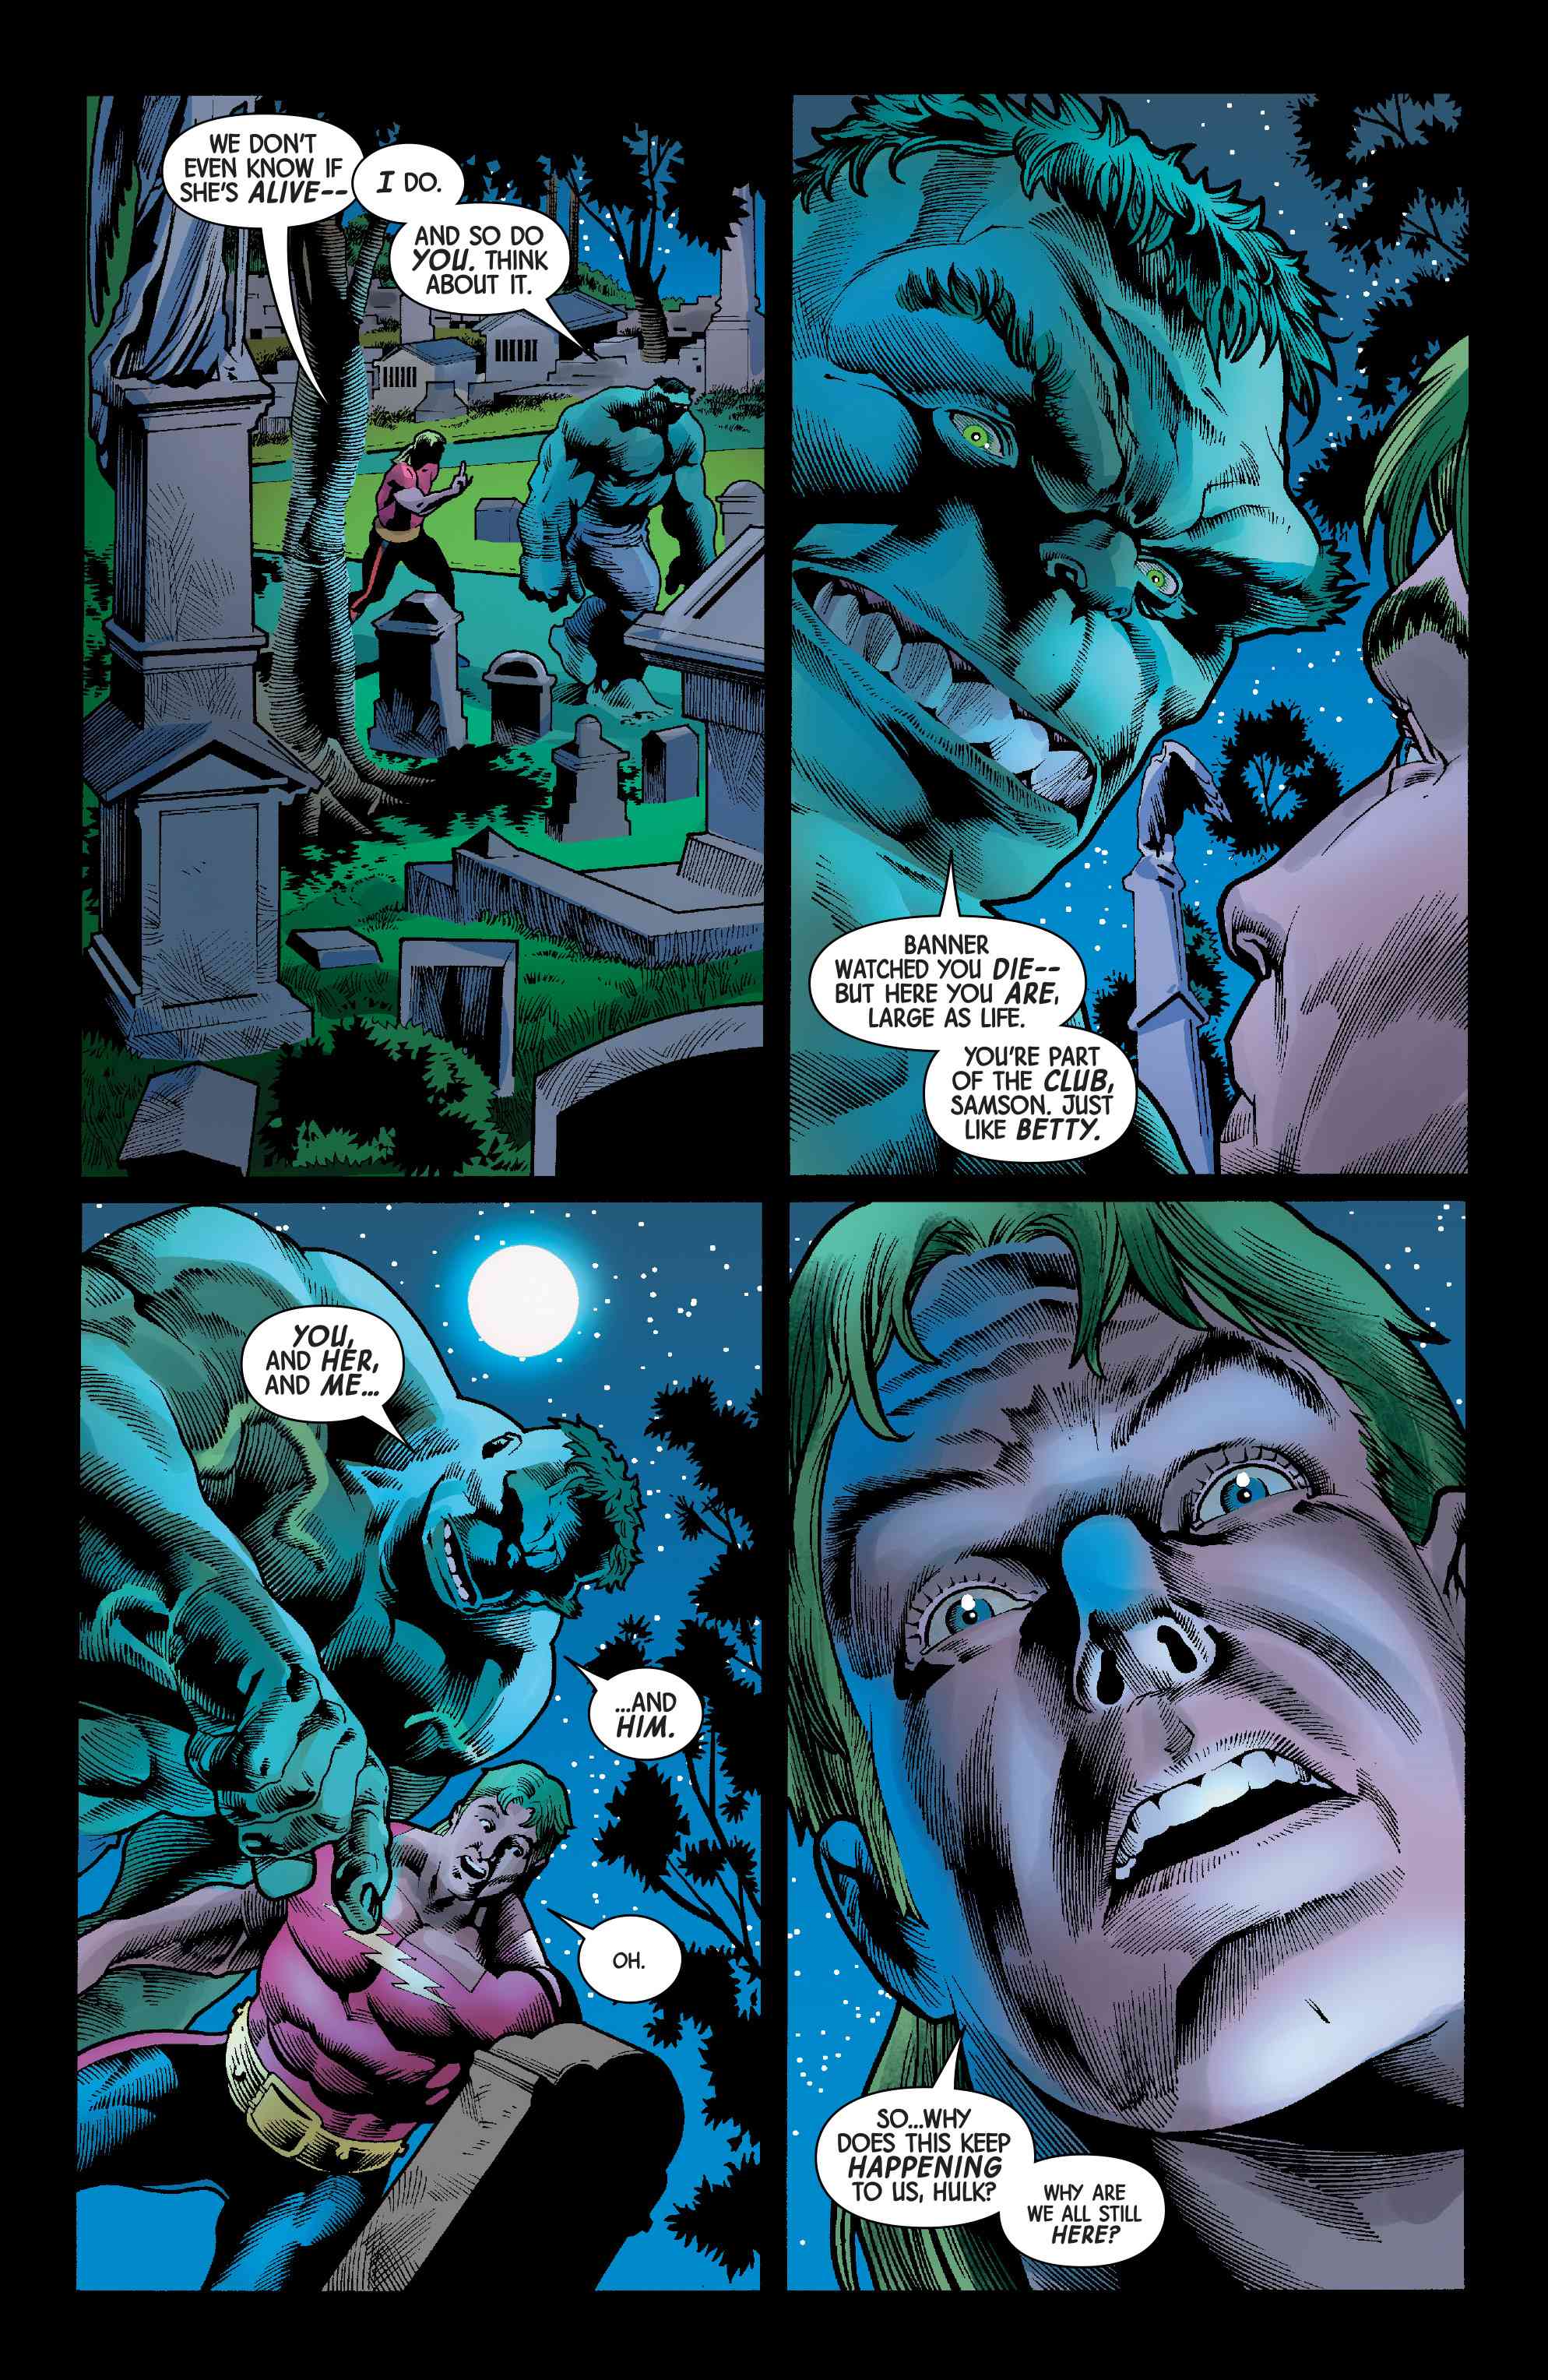 WE DON'T
EVEN KNOW IF
SHE'S ALIVE--
I DO.
AND SO DO
YOU. THINK
ABOUT IT.
BANNER
WATCHED YOU DIE--
BUT HERE YOU ARE,
LARGE AS LIFE.
YOU'RE PART
OF THE CLUB,
SAMSON. JUST
LIKE BETTY.
YOU,
AND HER,
AND ME...
...AND
HIM.
OH.
SO...WHY
DOES THIS KEEP
HAPPENING
TO US, HULK?
WHY ARE
WE ALL STILL
HERE?